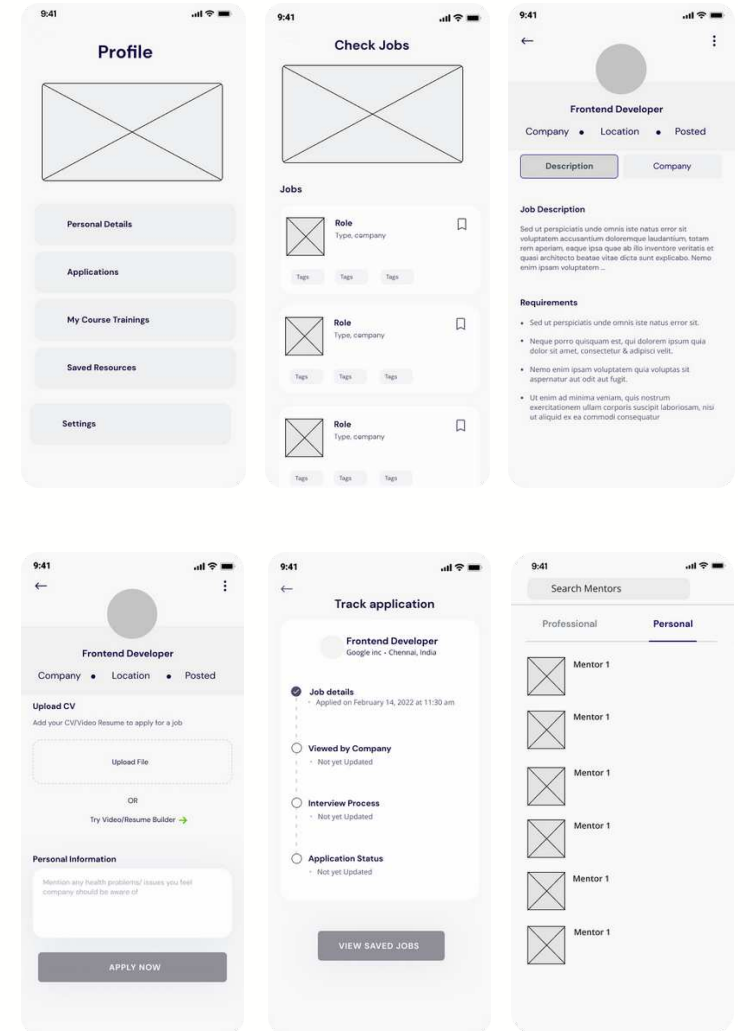 9:41
Profile
Personal Details
Applications
My Course Trainings
Saved Resources
Settings
9:41
Check Jobs
Jobs
Role
Type, company
Tags Tags Tags
Role
Type, company
Tags Tags Tags
Role
Type, company
Tags Tags Tags
9:41
Frontend Developer
Company • Location • Posted
Description Company
Job Description
Sed ut perspiciatis unde omnis iste natus error sit
voluptatem accusantium doloremque laudantium, totam
rem aperiam, eaque ipsa quae ab illo inventore veritatis et
quasi architecto beatae vitae dicta sunt explicabo. Nemo
enim ipsam voluptatem ...
Requirements
• Sed ut perspiciatis unde omnis iste natus error sit.
• Neque porro quisquam est, qui dolorem ipsum quia
dolor sit amet, consectetur & adipisci velit.
• Nemo enim ipsam voluptatem quia voluptas sit
aspernatur aut odit aut fugit.
• Ut enim ad minima veniam, quis nostrum
exercitationem ullam corporis suscipit laboriosam, nisi
ut aliquid ex ea commodi consequatur
9:41
Frontend Developer
Company • Location • Posted
Upload CV
Add your CV/Video Resume to apply for a job
Upload File
OR
Try Video/Resume Builder →
Personal Information
Mention any health problems/ issues you feel
company should be aware of
APPLY NOW
9:41
Track application
Frontend Developer
Google inc • Chennai, India
Job details
• Applied on February 14, 2022 at 11:30 am
Viewed by Company
• Not yet Updated
Interview Process
• Not yet Updated
Application Status
• Not yet Updated
VIEW SAVED JOBS
9:41
Search Mentors
Professional Personal
Mentor 1
Mentor 1
Mentor 1
Mentor 1
Mentor 1
Mentor 1